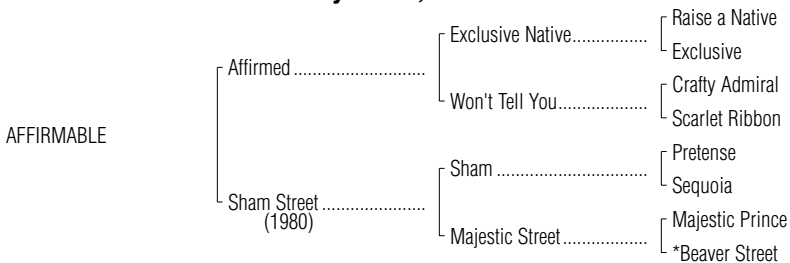 Raise a Native
Exclusive Native................
Exclusive
Affirmed...........................
Crafty Admiral
Won't Tell You...................
Scarlet Ribbon
AFFIRMABLE
Pretense
Sham................................
Sequoia
Sham Street......................
(1980)
Majestic Prince
Majestic Street..................
*Beaver Street